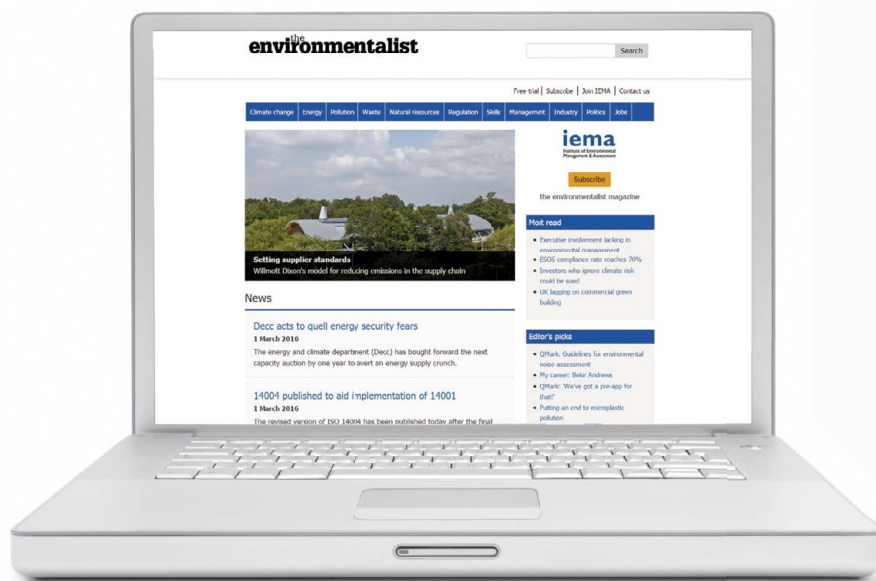 the
environmentalist
Search
Free trial | Subscribe | Join IEMA | Contact us
Climate change Energy Pollution Waste Natural resources Regulation Skills Management Industry Politics Jobs
iema
Institute of Environmental
Management & Assessment
Subscribe
the environmentalist magazine
Setting supplier standards
Willmott Dixon's model for reducing emissions in the supply chain
Most read
Executive involvement lacking in
environmental management
ESOS compliance rate reaches 70%
Investors who ignore climate risk
could be sued
UK lagging on commercial green
building
News
Decc acts to quell energy security fears
1 March 2016
The energy and climate department (Decc) has bought forward the next
capacity auction by one year to avert an energy supply crunch.
14004 published to aid implementation of 14001
1 March 2016
The revised version of ISO 14004 has been published today after the final
Editor's picks
QMark: Guidelines for environmental
noise assessment
My career: Bekir Andrews
QMark: 'We've got a pre-app for
that!'
Putting an end to microplastic
pollution